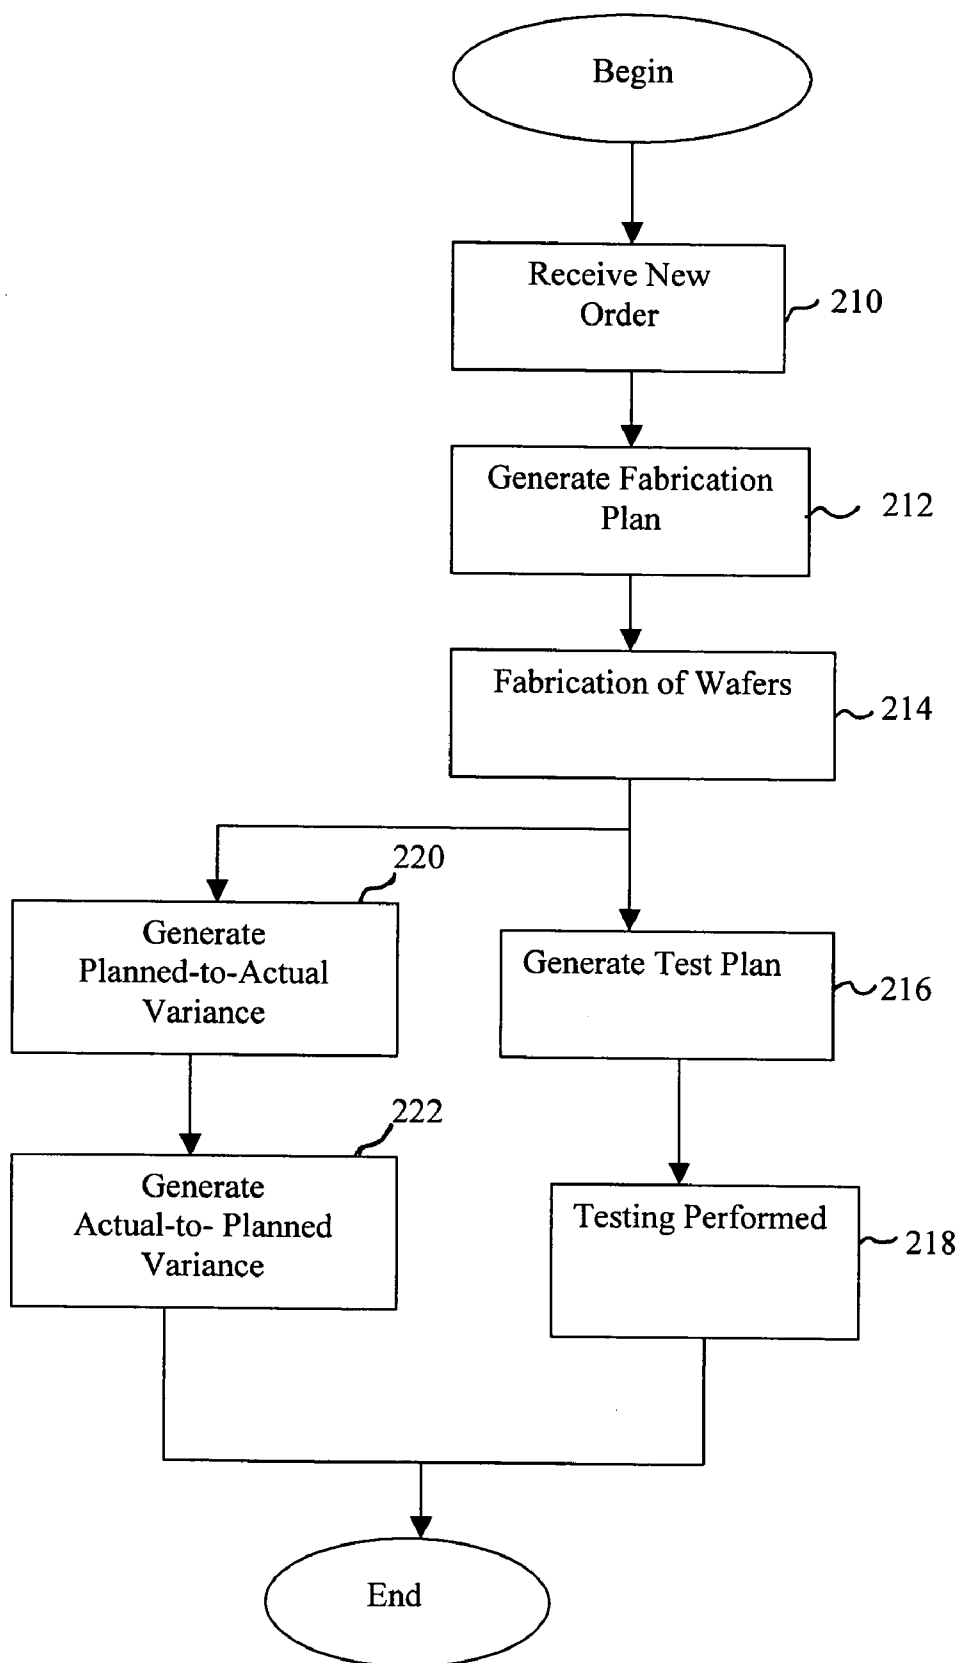 Begin
Receive New
Order
210
Generate Fabrication
Plan
212
Fabrication of Wafers
214
220
Generate
Planned-to-Actual
Variance
Generate Test Plan
216
222
Generate
Actual-to- Planned
Variance
Testing Performed
218
End